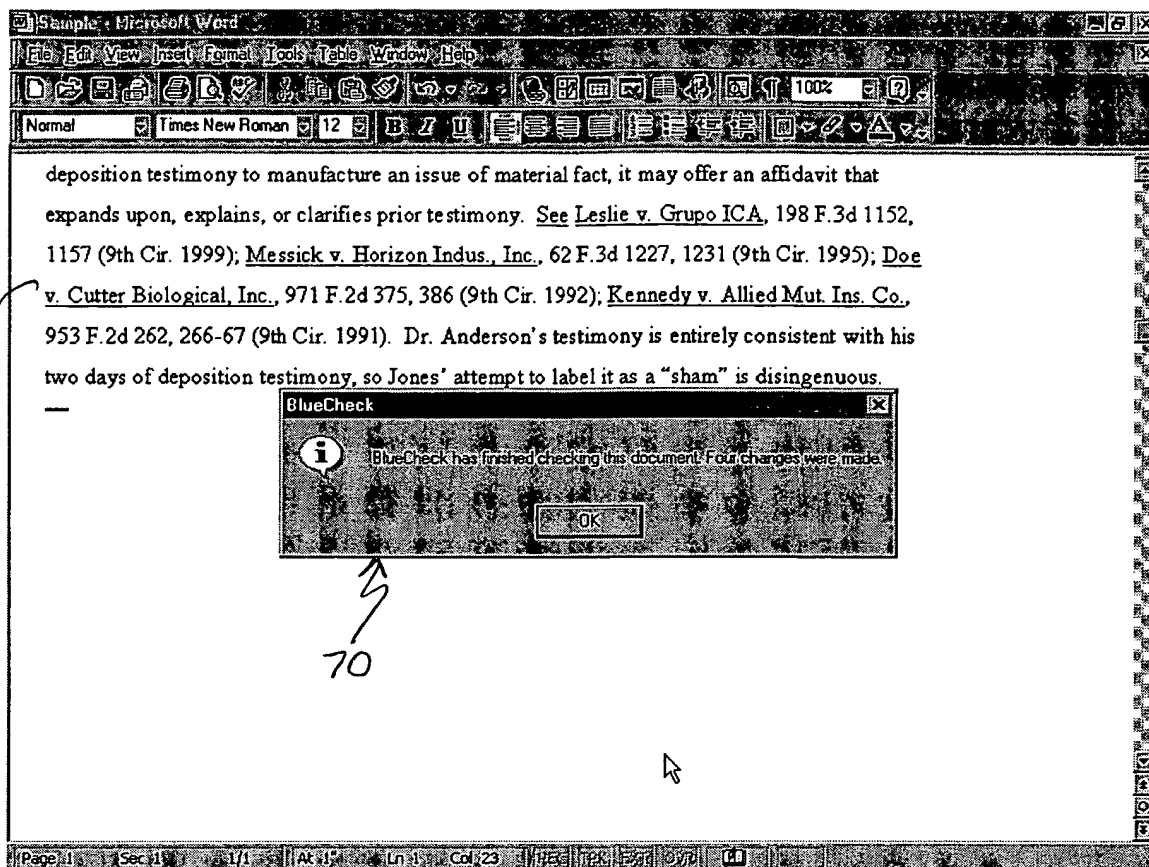 Sample - Microsoft Word
File Edit View Insert Format Tools Table Window Help
100%
Normal Times New Roman 12 B I U
deposition testimony to manufacture an issue of material fact, it may offer an affidavit that
expands upon, explains, or clarifies prior testimony. See Leslie v. Grupo ICA, 198 F.3d 1152,
1157 (9th Cir. 1999); Messick v. Horizon Indus., Inc., 62 F.3d 1227, 1231 (9th Cir. 1995); Doe
v. Cutter Biological, Inc., 971 F.2d 375, 386 (9th Cir. 1992); Kennedy v. Allied Mut. Ins. Co.,
953 F.2d 262, 266-67 (9th Cir. 1991). Dr. Anderson's testimony is entirely consistent with his
two days of deposition testimony, so Jones' attempt to label it as a “sham” is disingenuous.
BlueCheck
BlueCheck has finished checking this document. Four changes were made.
OK
70
Page 1 Sec 1 1/1 At 1" Ln 1 Col 23 REC TRK EXT OVR